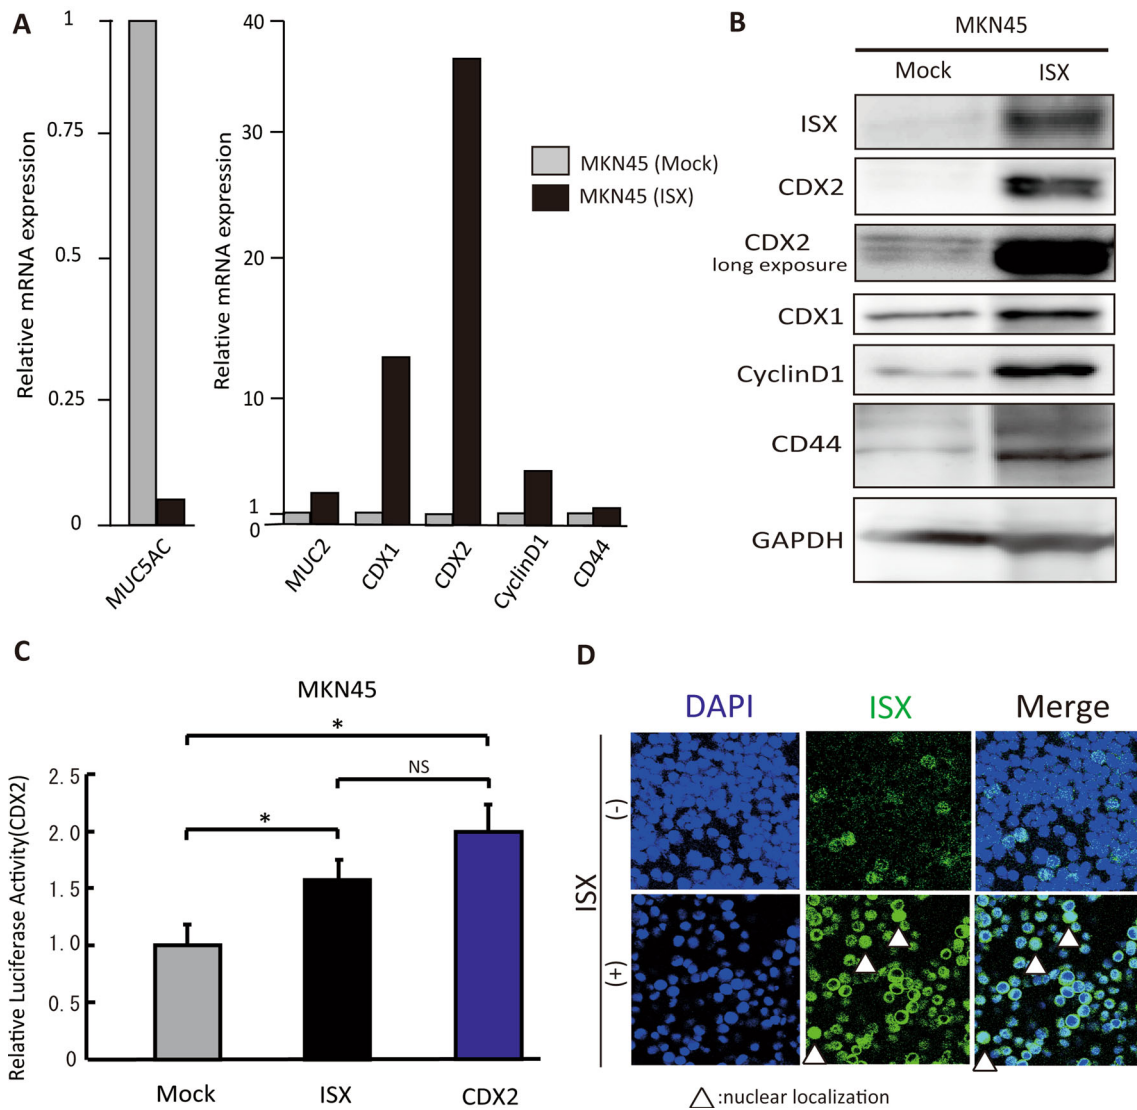 A
Relative mRNA expression
1
0.75
0.5
0.25
0
MUC5AC
Relative mRNA expression
40
30
20
10
1
0
MUC2
CDX1
CDX2
CyclinD1
CD44
MKN45 (Mock)
MKN45 (ISX)
B
MKN45
Mock ISX
ISX
CDX2
CDX2
long exposure
CDX1
CyclinD1
CD44
GAPDH
C
MKN45
*
NS
*
Relative Luciferase Activity(CDX2)
2.5
2.0
1.5
1.0
0.5
0
Mock ISX CDX2
D
DAPI ISX Merge
ISX
(-)
(+)
:nuclear localization